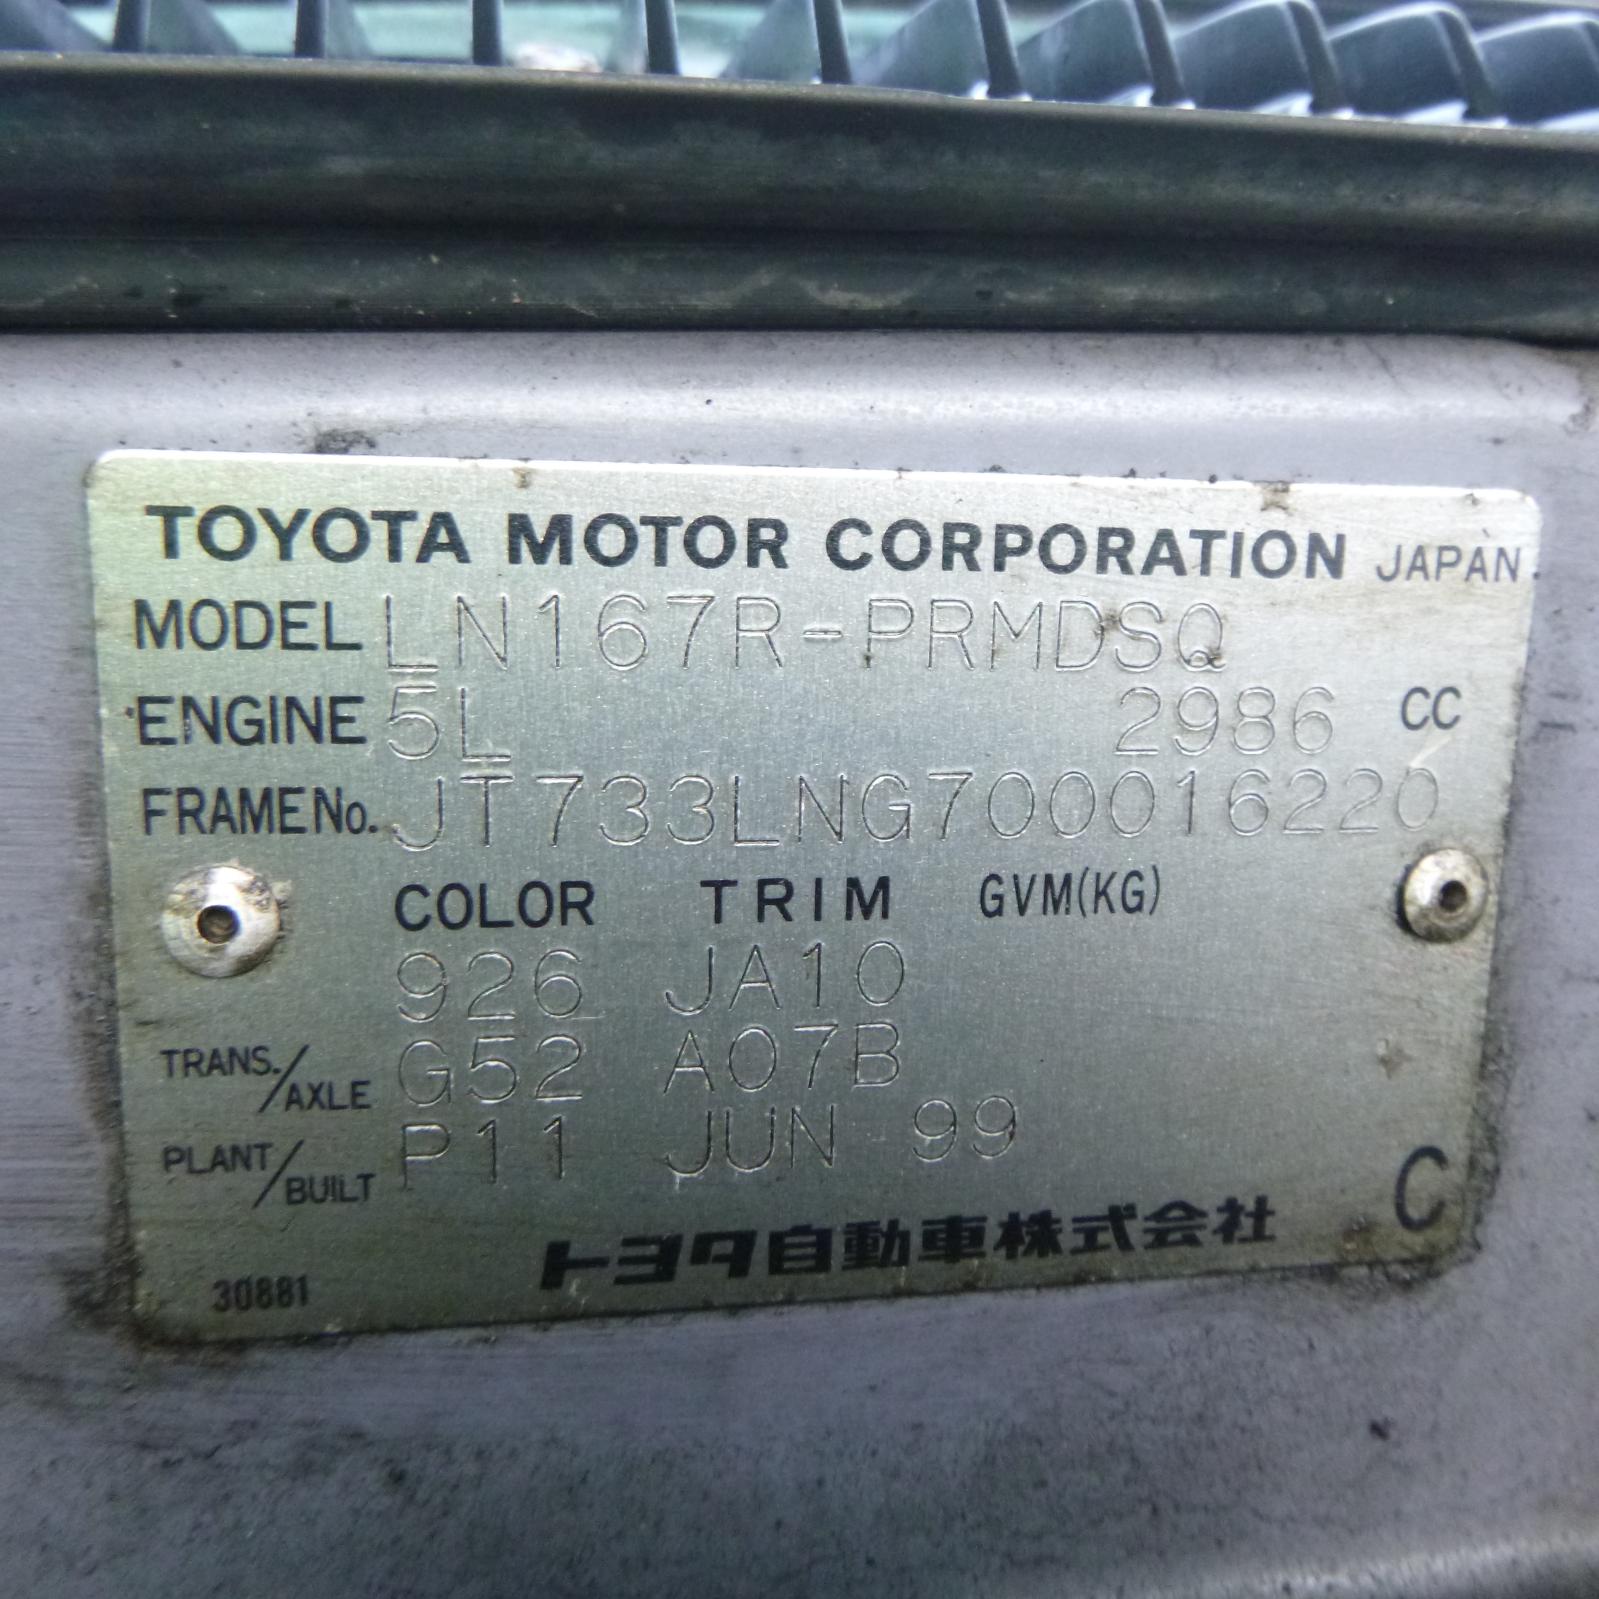 TOYOTA MOTOR CORPORATION JAPAN.
MODEL LN167R-PRMDSQ
ENGINE 5L 2986 CC
FRAME No. JT733LNG700016220
COLOR TRIM GVM(KG)
926 JA10
TRANS./AXLE G52 A07B
PLANT/BUILT P11 JUN 99
C
トヨタ自動車株式会社
30881